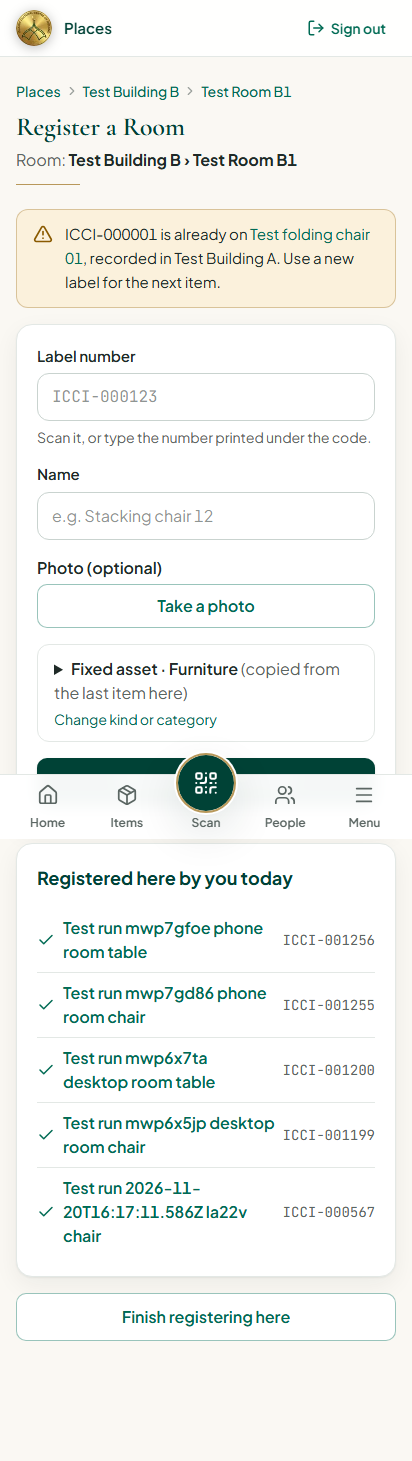 Places
Sign out
Places > Test Building B > Test Room B1
Register a Room
Room: Test Building B › Test Room B1
ICCI-000001 is already on Test folding chair
01, recorded in Test Building A. Use a new
label for the next item.
Label number
ICCI-000123
Scan it, or type the number printed under the code.
Name
e.g. Stacking chair 12
Photo (optional)
Take a photo
Fixed asset · Furniture (copied from
the last item here)
Change kind or category
Home
Items
Scan
People
Menu
Registered here by you today
Test run mwp7gfoe phone
room table
ICCI-001256
Test run mwp7gd86 phone
room chair
ICCI-001255
Test run mwp6x7ta
desktop room table
ICCI-001200
Test run mwp6x5jp desktop
room chair
ICCI-001199
Test run 2026-11-
20T16:17:11.586Z la22v
chair
ICCI-000567
Finish registering here